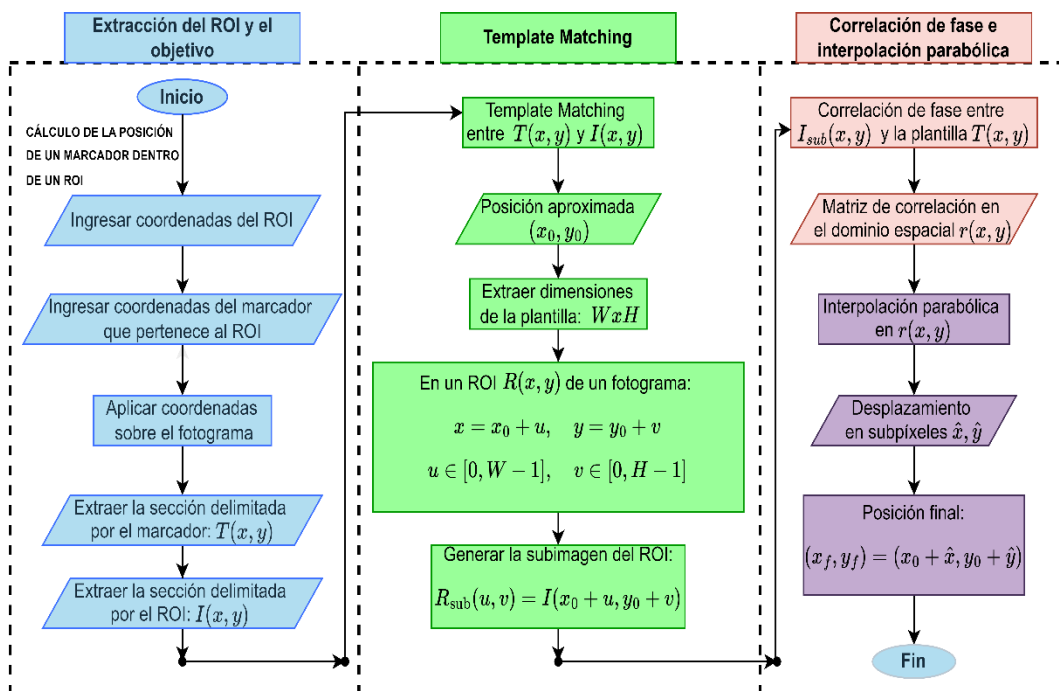 Extracción del ROI y el
objetivo
Inicio
CÁLCULO DE LA POSICIÓN
DE UN MARCADOR DENTRO
DE UN ROI
Ingresar coordenadas del ROI
Ingresar coordenadas del marcador
que pertenece al ROI
Aplicar coordenadas
sobre el fotograma
Extraer la sección delimitada
por el marcador: T(x, y)
Extraer la sección delimitada
por el ROI: I(x, y)
Template Matching
Template Matching
entre T(x, y) y I(x, y)
Posición aproximada
(x₀, y₀)
Extraer dimensiones
de la plantilla: WxH
En un ROI R(x, y) de un fotograma:
x = x₀ + u, y = y₀ + v
u ∈ [0, W − 1], v ∈ [0, H − 1]
Generar la subimagen del ROI:
R_sub(u, v) = I(x₀ + u, y₀ + v)
Correlación de fase e
interpolación parabólica
Correlación de fase entre
I_sub(x, y) y la plantilla T(x, y)
Matriz de correlación en
el dominio espacial r(x, y)
Interpolación parabólica
en r(x, y)
Desplazamiento
en subpíxeles x̂, ŷ
Posición final:
(x_f, y_f) = (x₀ + x̂, y₀ + ŷ)
Fin